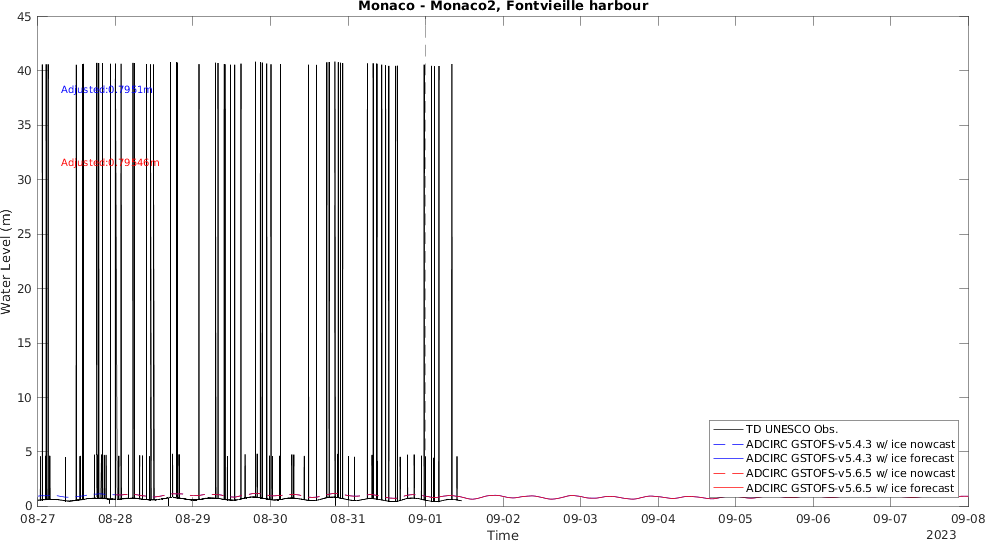 Monaco - Monaco2, Fontvieille harbour
45
40
35
30
25
20
15
10
5
0
Water Level (m)
Adjusted:0.7951m
Adjusted:0.79546m
TD UNESCO Obs.
ADCIRC GSTOFS-v5.4.3 w/ ice nowcast
ADCIRC GSTOFS-v5.4.3 w/ ice forecast
ADCIRC GSTOFS-v5.6.5 w/ ice nowcast
ADCIRC GSTOFS-v5.6.5 w/ ice forecast
08-27 08-28 08-29 08-30 08-31 09-01 09-02 09-03 09-04 09-05 09-06 09-07 09-08
Time
2023